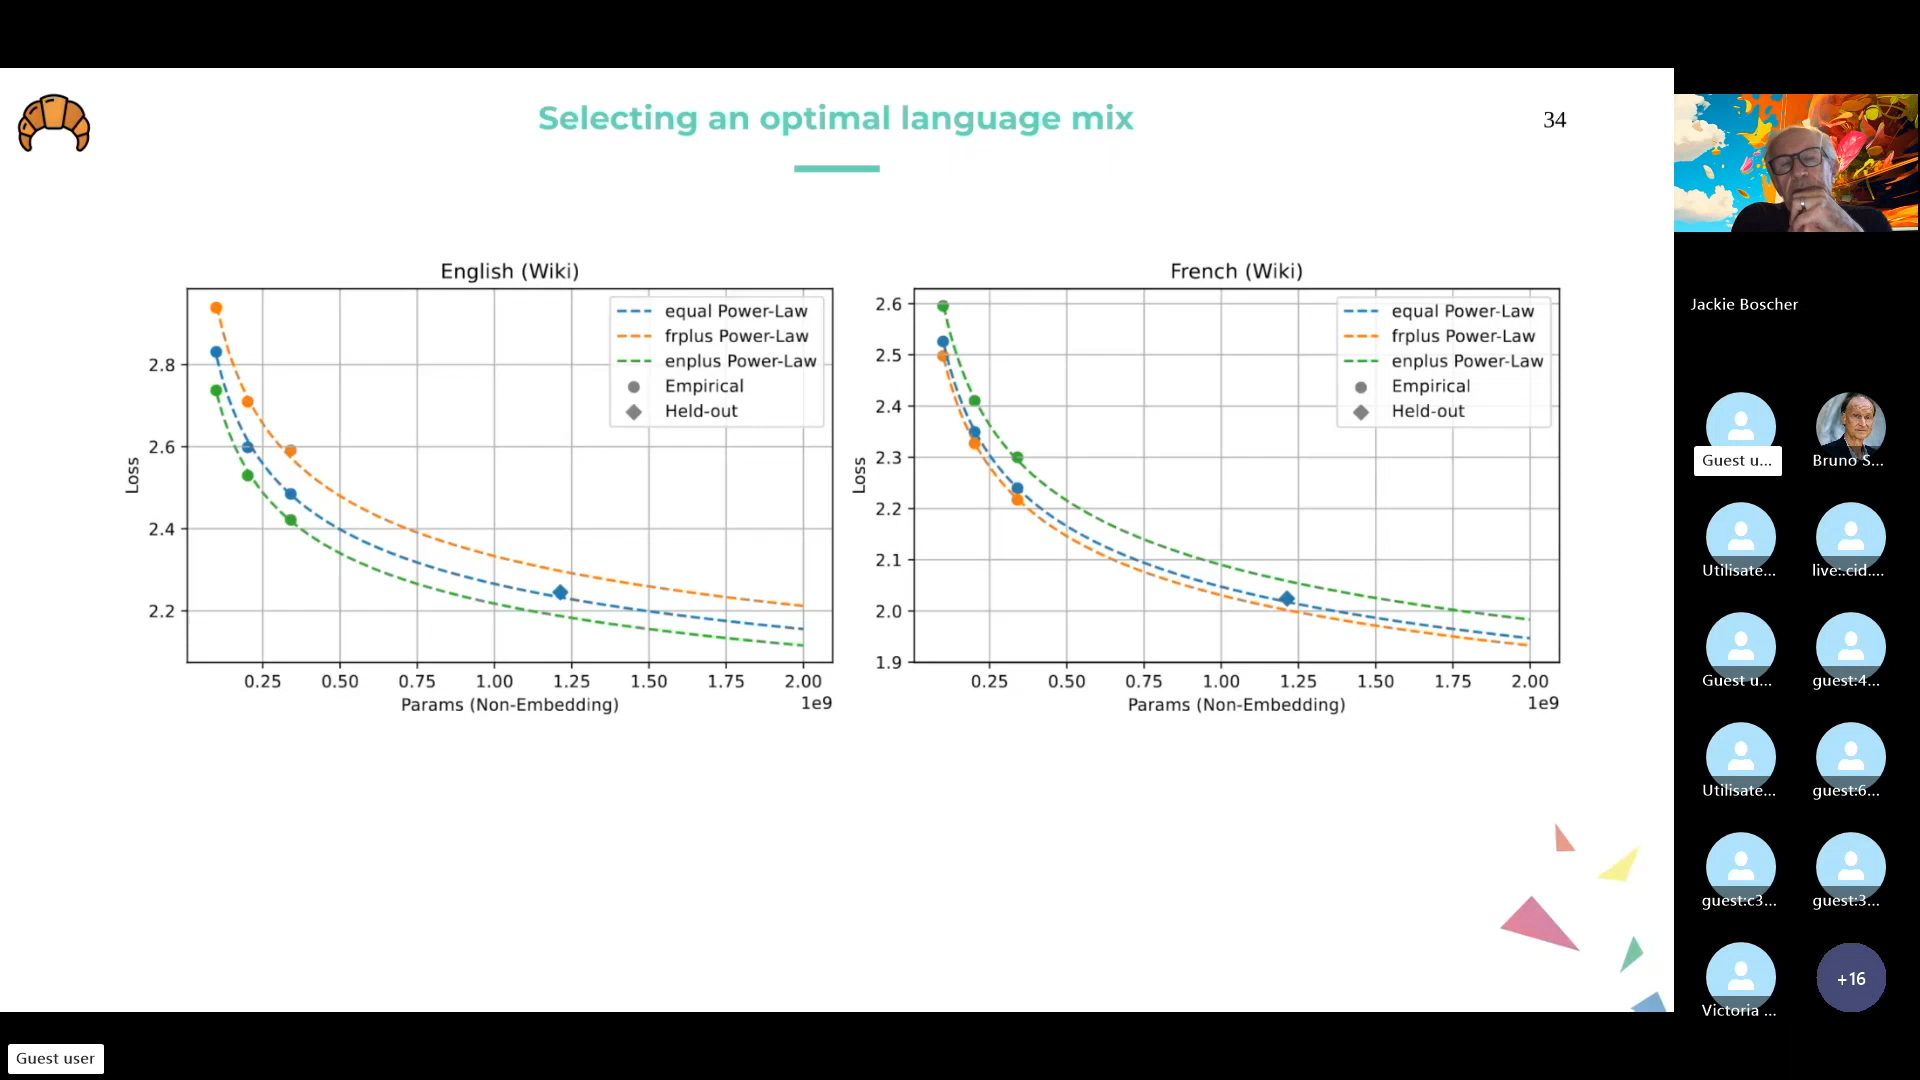 Selecting an optimal language mix
34
English (Wiki)
equal Power-Law
frplus Power-Law
enplus Power-Law
Empirical
Held-out
2.8
2.6
2.4
2.2
Loss
0.25 0.50 0.75 1.00 1.25 1.50 1.75 2.00
Params (Non-Embedding)
1e9
French (Wiki)
equal Power-Law
frplus Power-Law
enplus Power-Law
Empirical
Held-out
2.6
2.5
2.4
2.3
2.2
2.1
2.0
1.9
Loss
0.25 0.50 0.75 1.00 1.25 1.50 1.75 2.00
Params (Non-Embedding)
1e9
Jackie Boscher
Guest u...
Bruno S...
Utilisate...
live:.cid....
Guest u...
guest:4...
Utilisate...
guest:6...
guest:c3...
guest:3...
Victoria ...
+16
Guest user